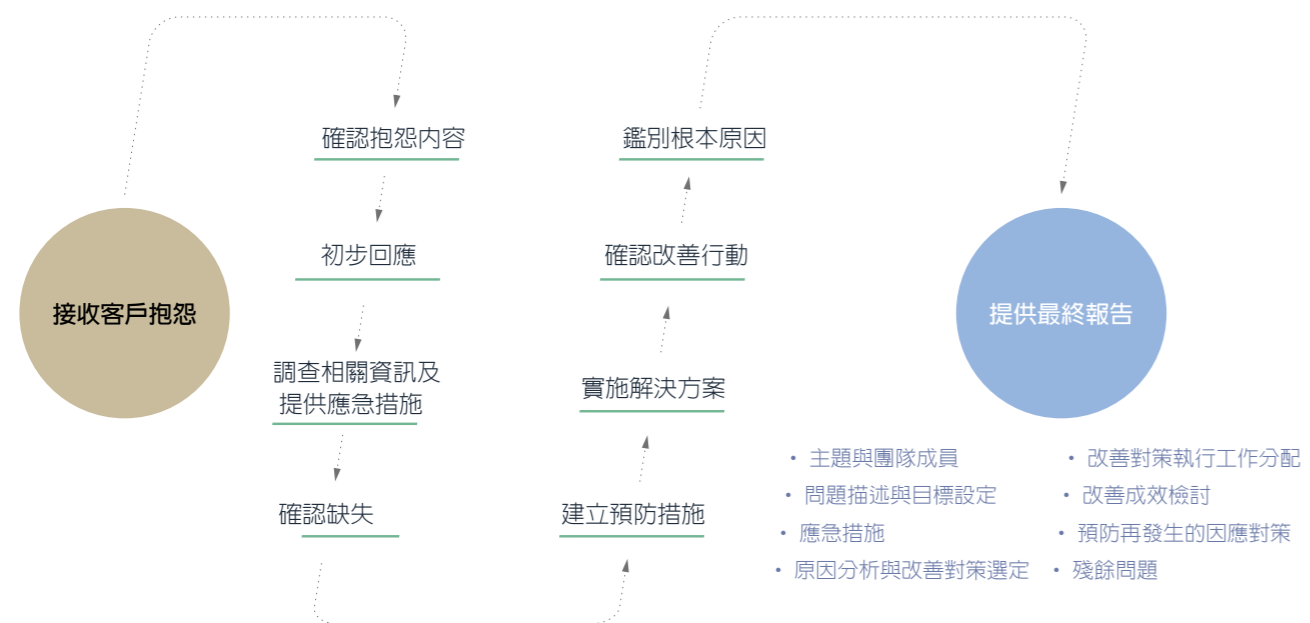 接收客戶抱怨
確認抱怨內容
初步回應
調查相關資訊及
提供應急措施
確認缺失
建立預防措施
實施解決方案
確認改善行動
鑑別根本原因
提供最終報告
• 主題與團隊成員
• 問題描述與目標設定
• 應急措施
• 原因分析與改善對策選定
• 改善對策執行工作分配
• 改善成效檢討
• 預防再發生的因應對策
• 殘餘問題